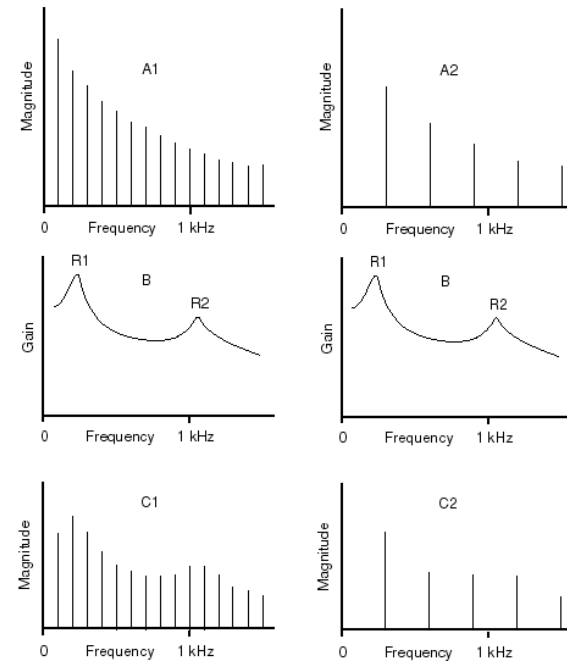 A1
Magnitude
0 Frequency 1 kHz
A2
Magnitude
0 Frequency 1 kHz
R1
B
R2
Gain
0 Frequency 1 kHz
R1
B
R2
Gain
0 Frequency 1 kHz
C1
Magnitude
0 Frequency 1 kHz
C2
Magnitude
0 Frequency 1 kHz